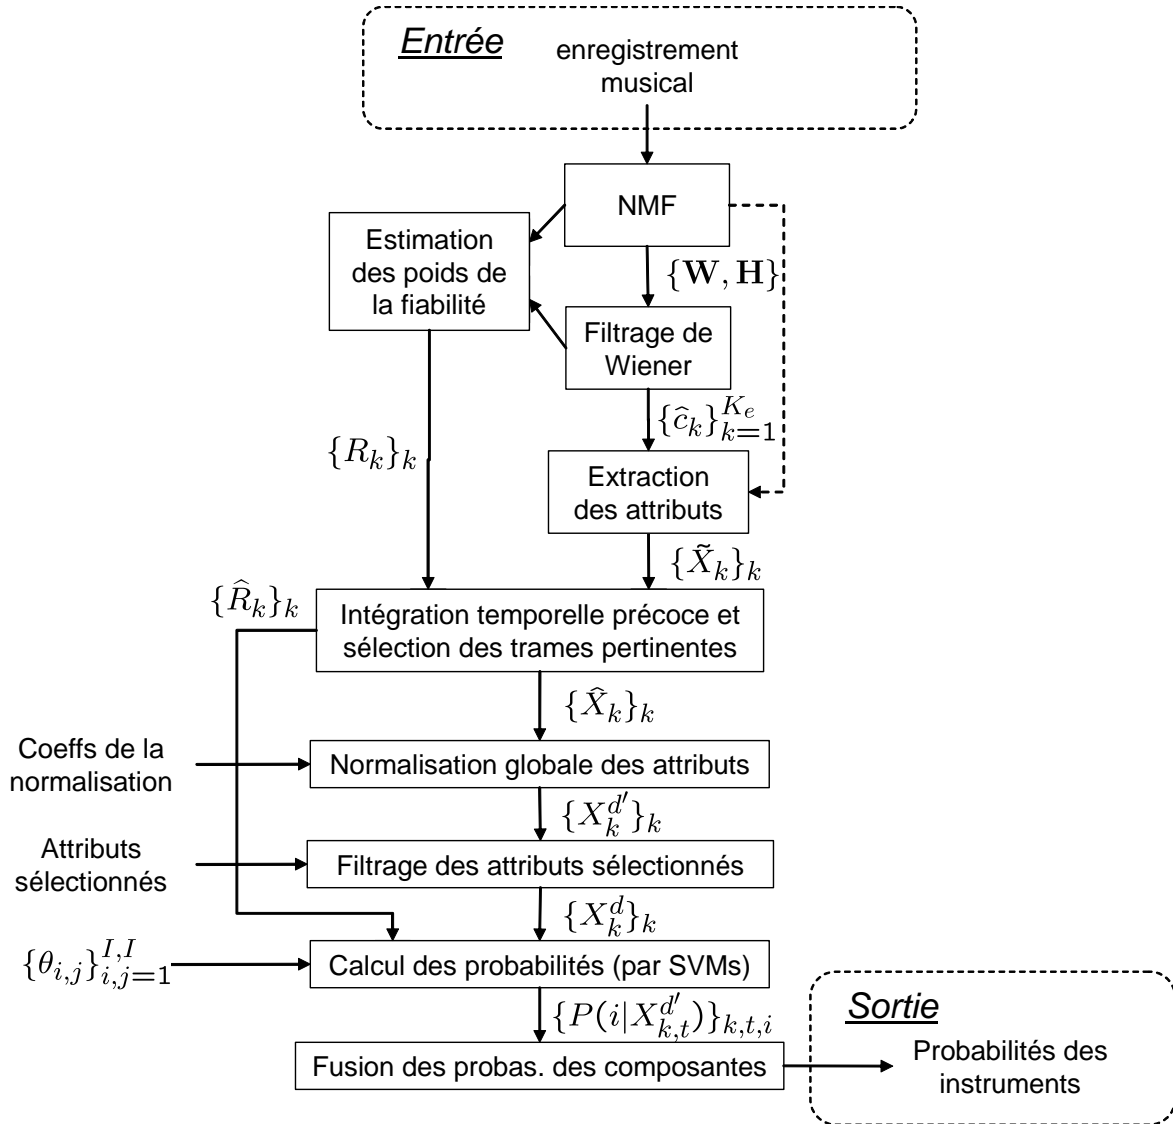 Entrée
enregistrement
musical
NMF
Estimation
des poids de
la fiabilité
{W, H}
Filtrage de
Wiener
{ĉ_k}_{k=1}^{K_e}
{R_k}_k
Extraction
des attributs
{X̃_k}_k
{R̂_k}_k
Intégration temporelle précoce et
sélection des trames pertinentes
{X̂_k}_k
Coeffs de la
normalisation
Normalisation globale des attributs
{X_k^{d'}}_k
Attributs
sélectionnés
Filtrage des attributs sélectionnés
{X_k^d}_k
{θ_{i,j}}_{i,j=1}^{I,I}
Calcul des probabilités (par SVMs)
{P(i|X_{k,t}^{d'})}_{k,t,i}
Fusion des probas. des composantes
Sortie
Probabilités des
instruments